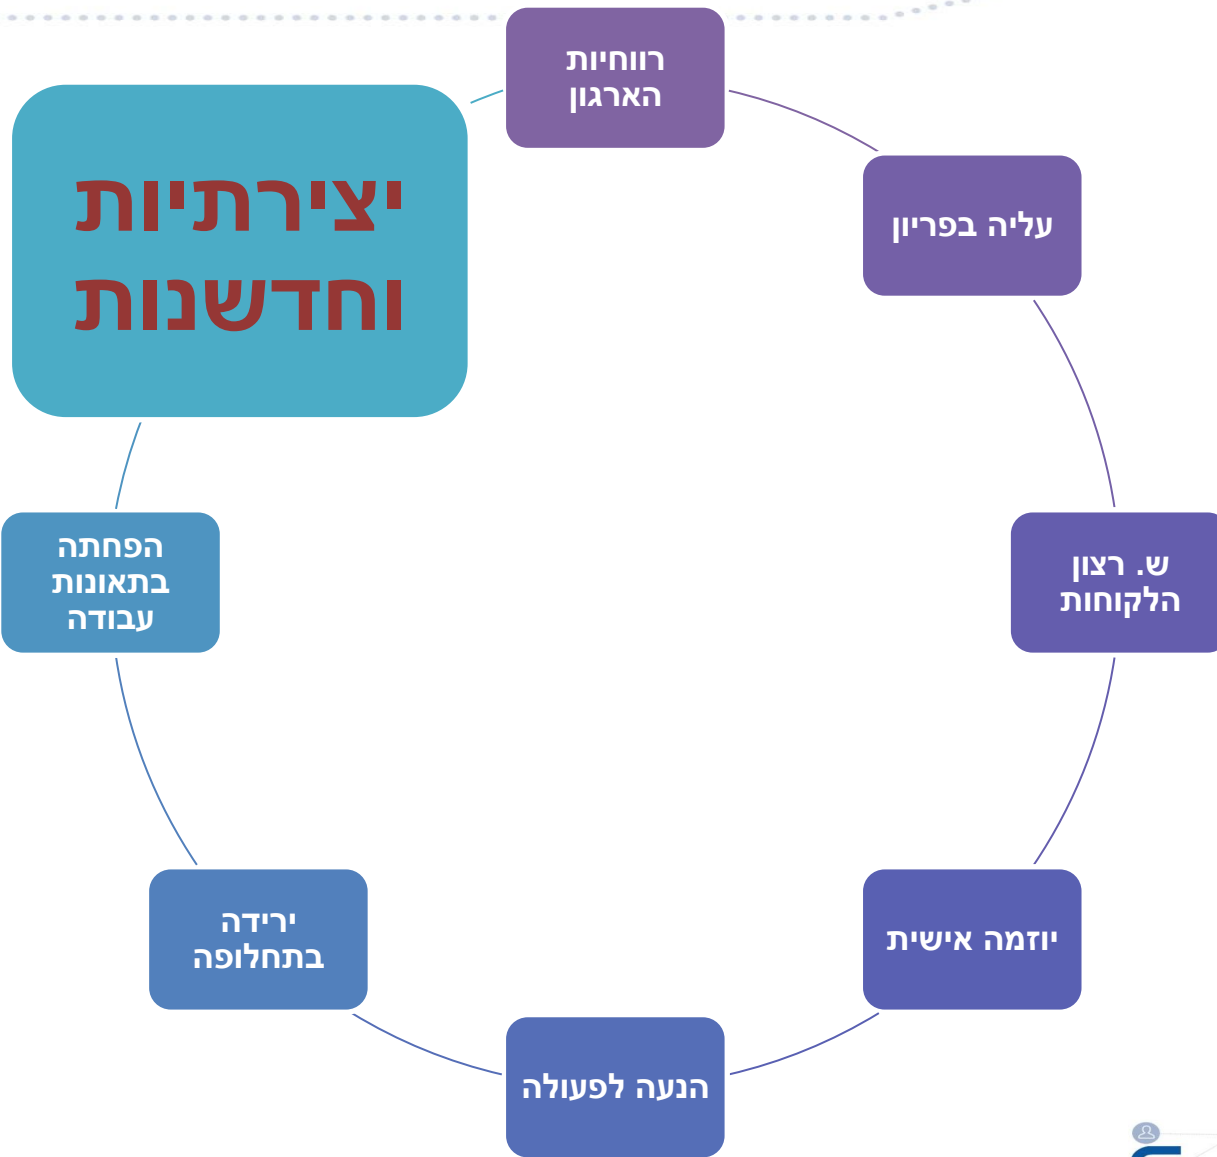 רווחיות
הארגון
עליה בפריון
ש. רצון
הלקוחות
יוזמה אישית
הנעה לפעולה
ירידה
בתחלופה
הפחתה
בתאונות
עבודה
יצירתיות
וחדשנות